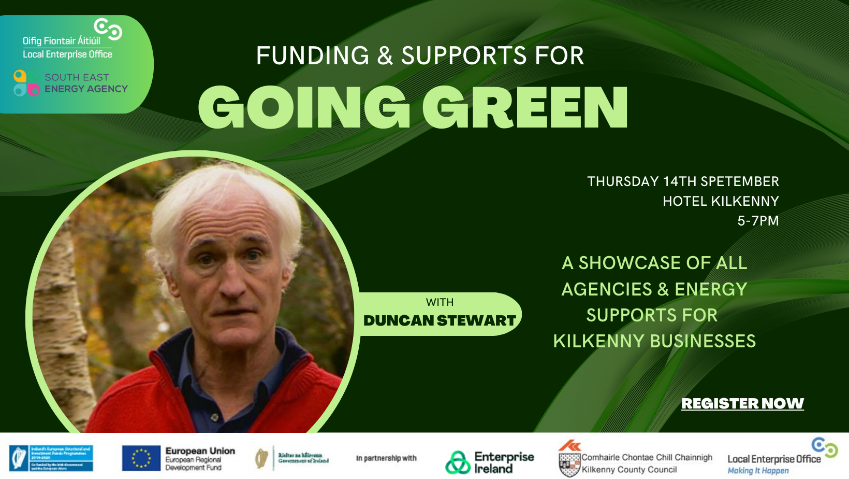 Oifig Fiontair Áitiúil
Local Enterprise Office
SOUTH EAST
ENERGY AGENCY
FUNDING & SUPPORTS FOR
GOING GREEN
THURSDAY 14TH SPETEMBER
HOTEL KILKENNY
5-7PM
WITH
DUNCAN STEWART
A SHOWCASE OF ALL
AGENCIES & ENERGY
SUPPORTS FOR
KILKENNY BUSINESSES
REGISTER NOW
Ireland's European Structural and
Investment Funds Programmes
2014-2020
Co-funded by the Irish Government
and the European Union
European Union
European Regional
Development Fund
Rialtas na hÉireann
Government of Ireland
In partnership with
Enterprise
Ireland
Comhairle Chontae Chill Chainnigh
Kilkenny County Council
Local Enterprise Office
Making It Happen